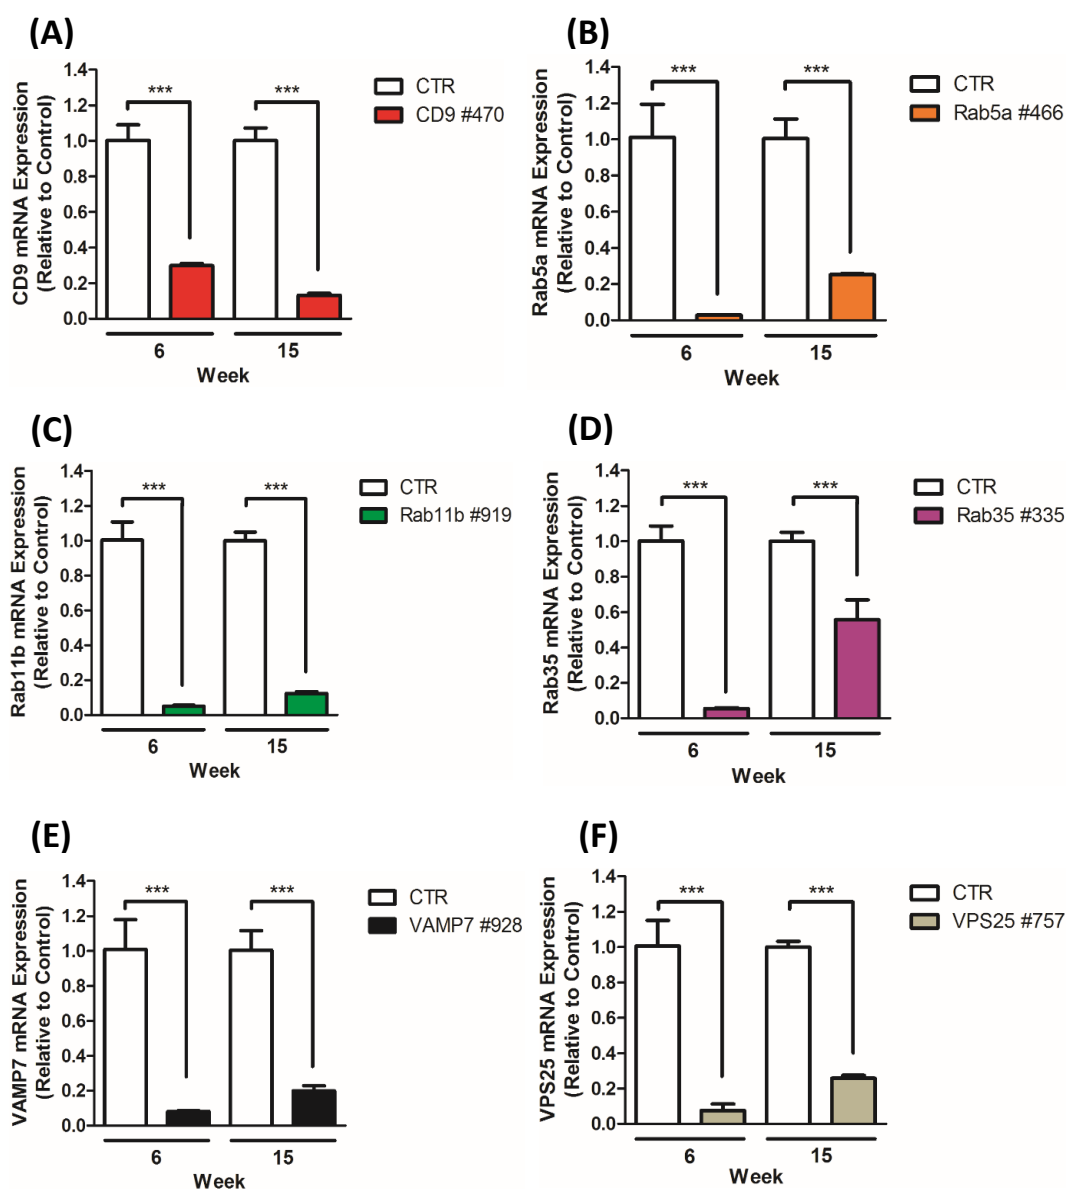 (A)
CD9 mRNA Expression
(Relative to Control)
1.4
1.2
1.0
0.8
0.6
0.4
0.2
0.0
***
***
CTR
CD9 #470
6
15
Week
(B)
Rab5a mRNA Expression
(Relative to Control)
1.4
1.2
1.0
0.8
0.6
0.4
0.2
0.0
***
***
CTR
Rab5a #466
6
15
Week
(C)
Rab11b mRNA Expression
(Relative to Control)
1.4
1.2
1.0
0.8
0.6
0.4
0.2
0.0
***
***
CTR
Rab11b #919
6
15
Week
(D)
Rab35 mRNA Expression
(Relative to Control)
1.4
1.2
1.0
0.8
0.6
0.4
0.2
0.0
***
***
CTR
Rab35 #335
6
15
Week
(E)
VAMP7 mRNA Expression
(Relative to Control)
1.4
1.2
1.0
0.8
0.6
0.4
0.2
0.0
***
***
CTR
VAMP7 #928
6
15
Week
(F)
VPS25 mRNA Expression
(Relative to Control)
1.4
1.2
1.0
0.8
0.6
0.4
0.2
0.0
***
***
CTR
VPS25 #757
6
15
Week